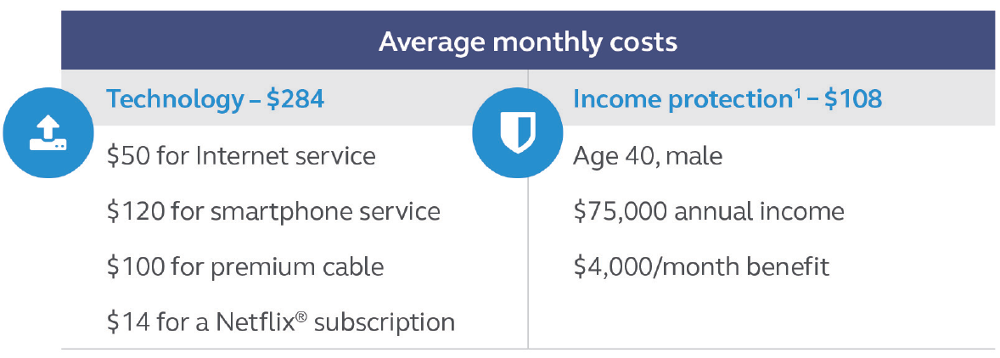 Average monthly costs
Technology – $284
$50 for Internet service
$120 for smartphone service
$100 for premium cable
$14 for a Netflix® subscription
Income protection¹ – $108
Age 40, male
$75,000 annual income
$4,000/month benefit